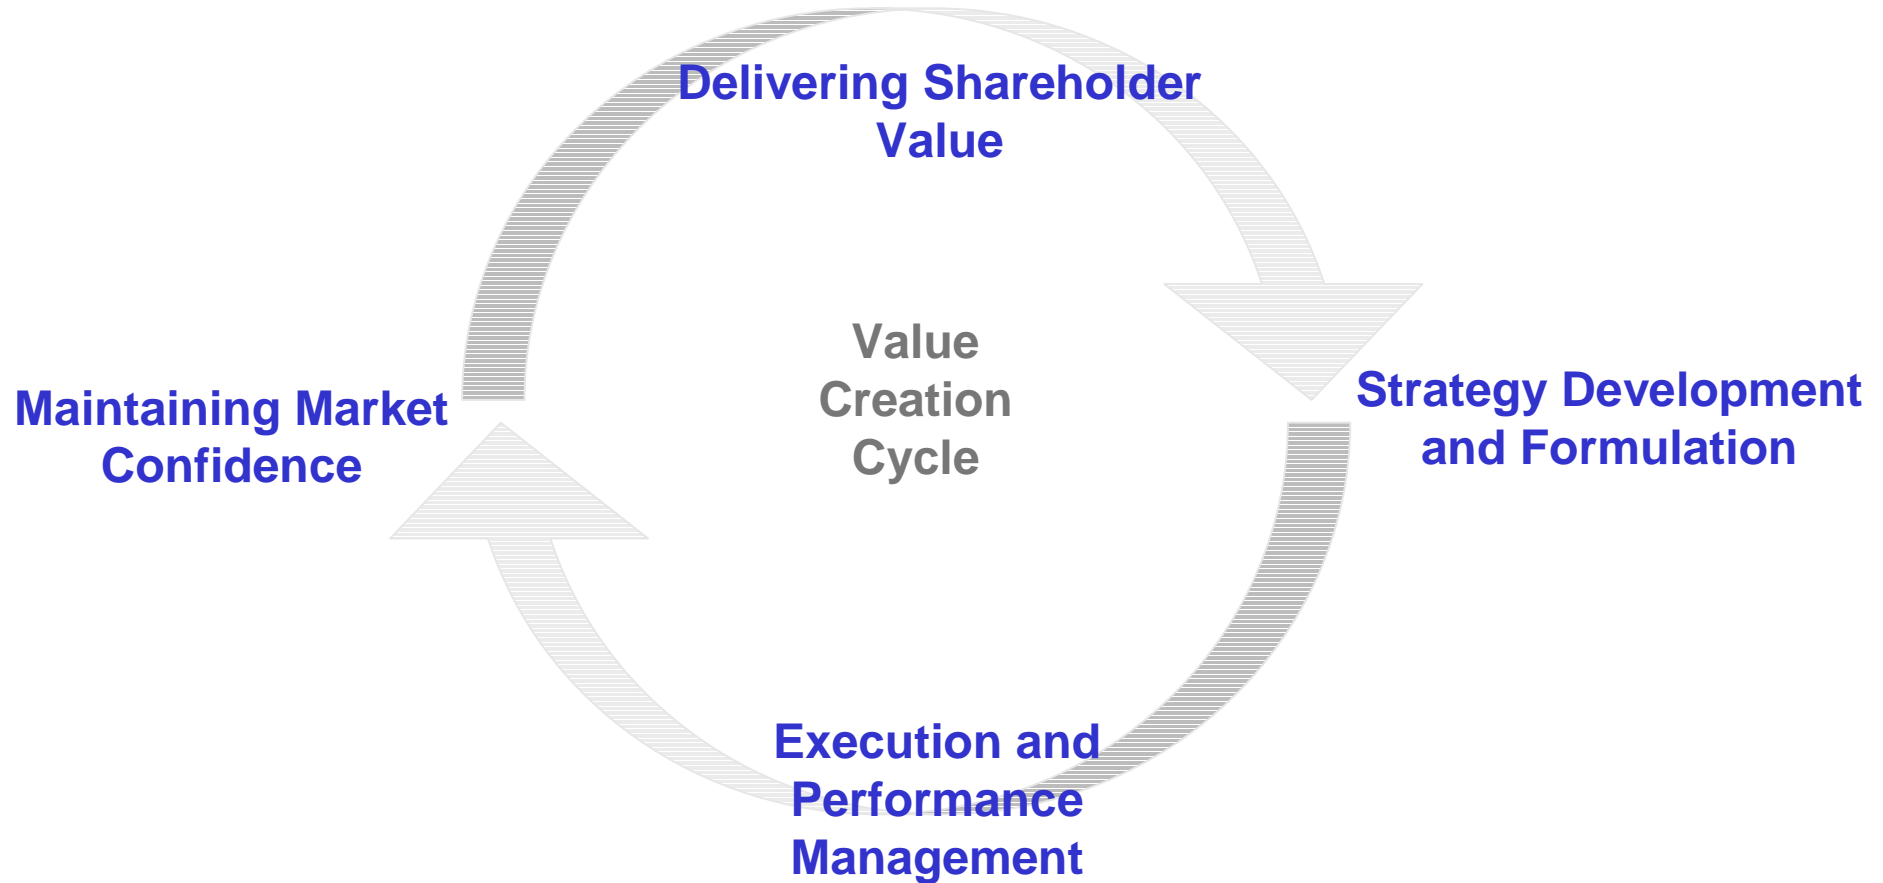 Delivering Shareholder
Value
Value
Creation
Cycle
Strategy Development
and Formulation
Maintaining Market
Confidence
Execution and
Performance
Management